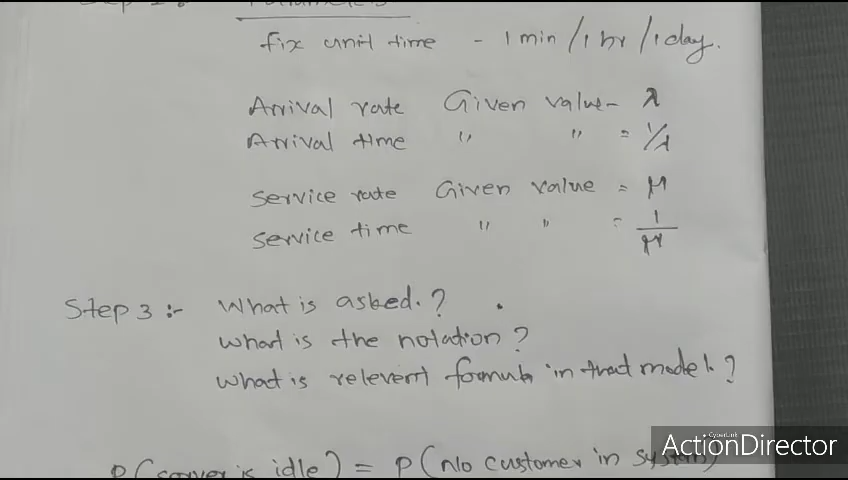 fix unit time - 1 min / 1 hr / 1 day.
Arrival rate Given value - λ
Arrival time " " = 1/λ
Service rate Given value = μ
Service time " " = 1/μ
Step 3 :- What is asked. ?
What is the notation ?
What is relevent formula in that model. ?
P(server is idle) = P(no customer in system)
CyberLink
ActionDirector